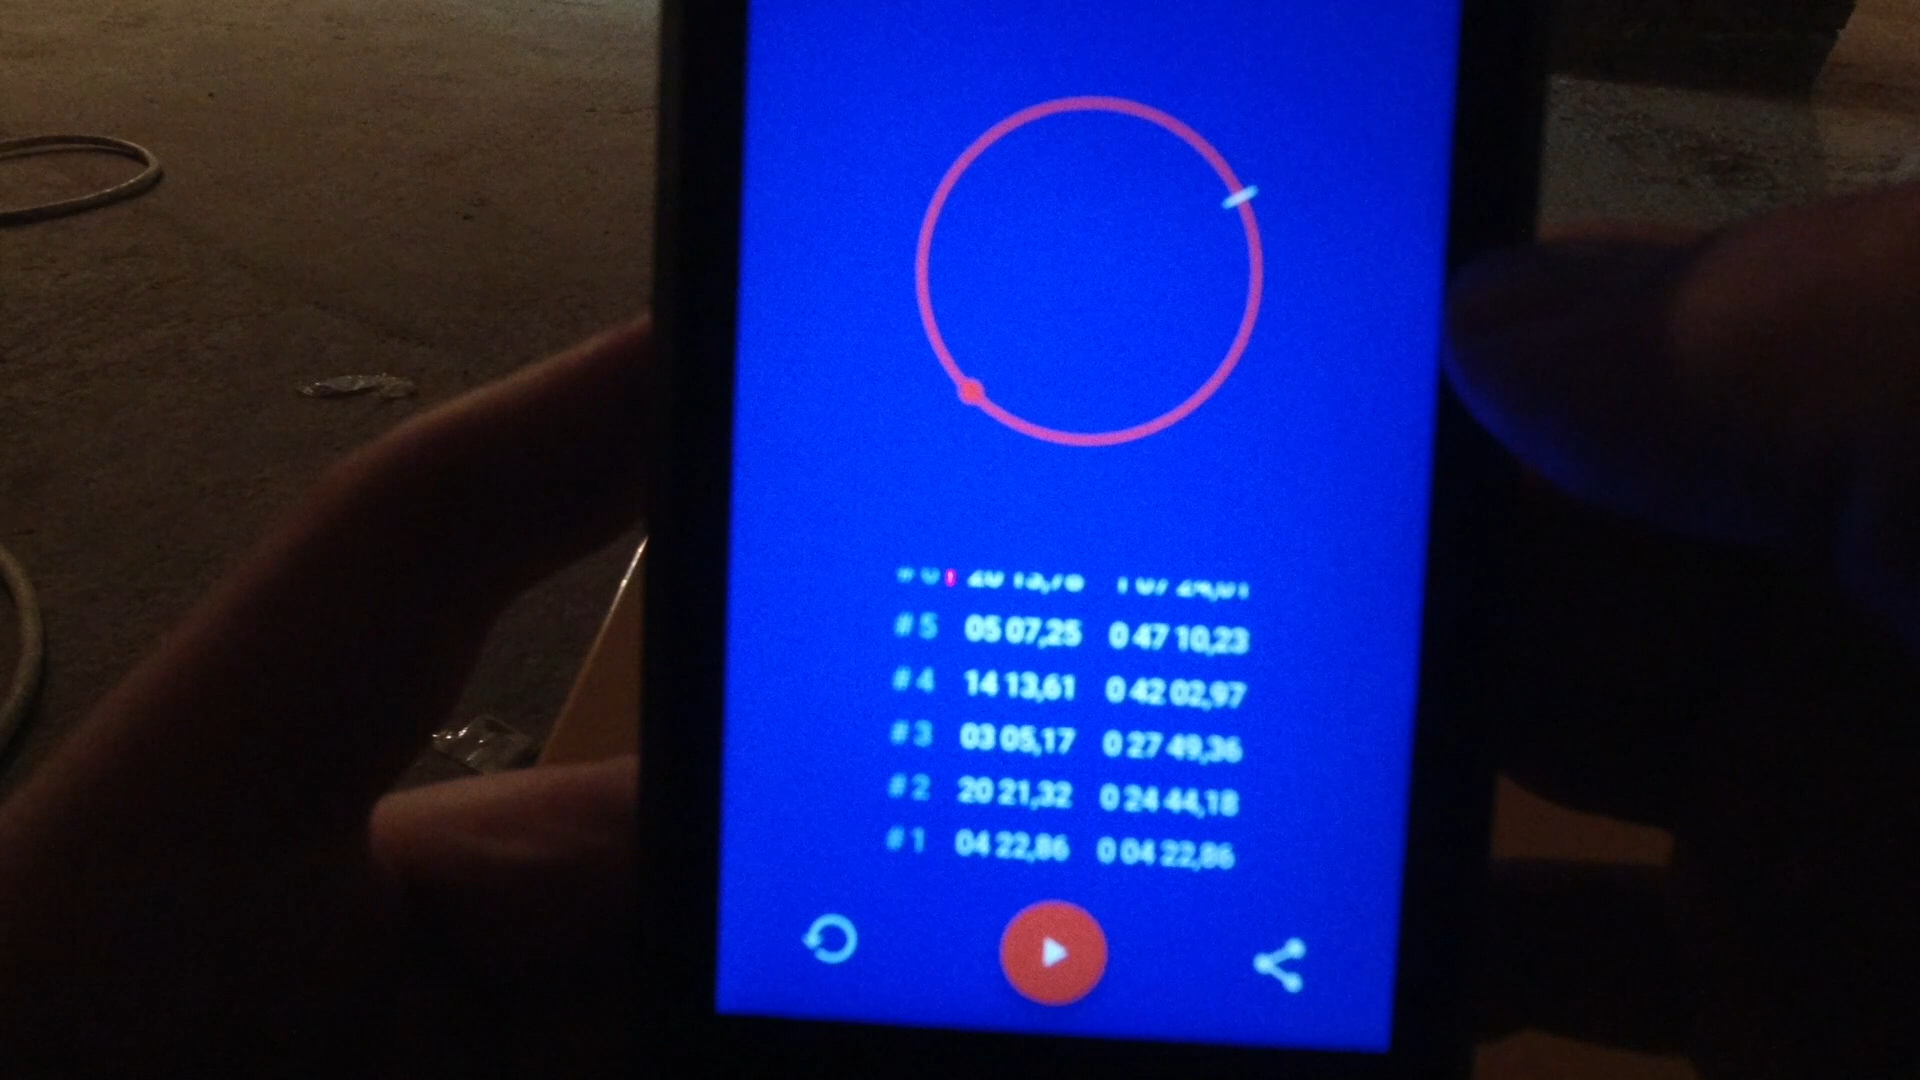 # 5 05 07,25 0 47 10,23
# 4 14 13,61 0 42 02,97
# 3 03 05,17 0 27 49,36
# 2 20 21,32 0 24 44,18
# 1 04 22,86 0 04 22,86